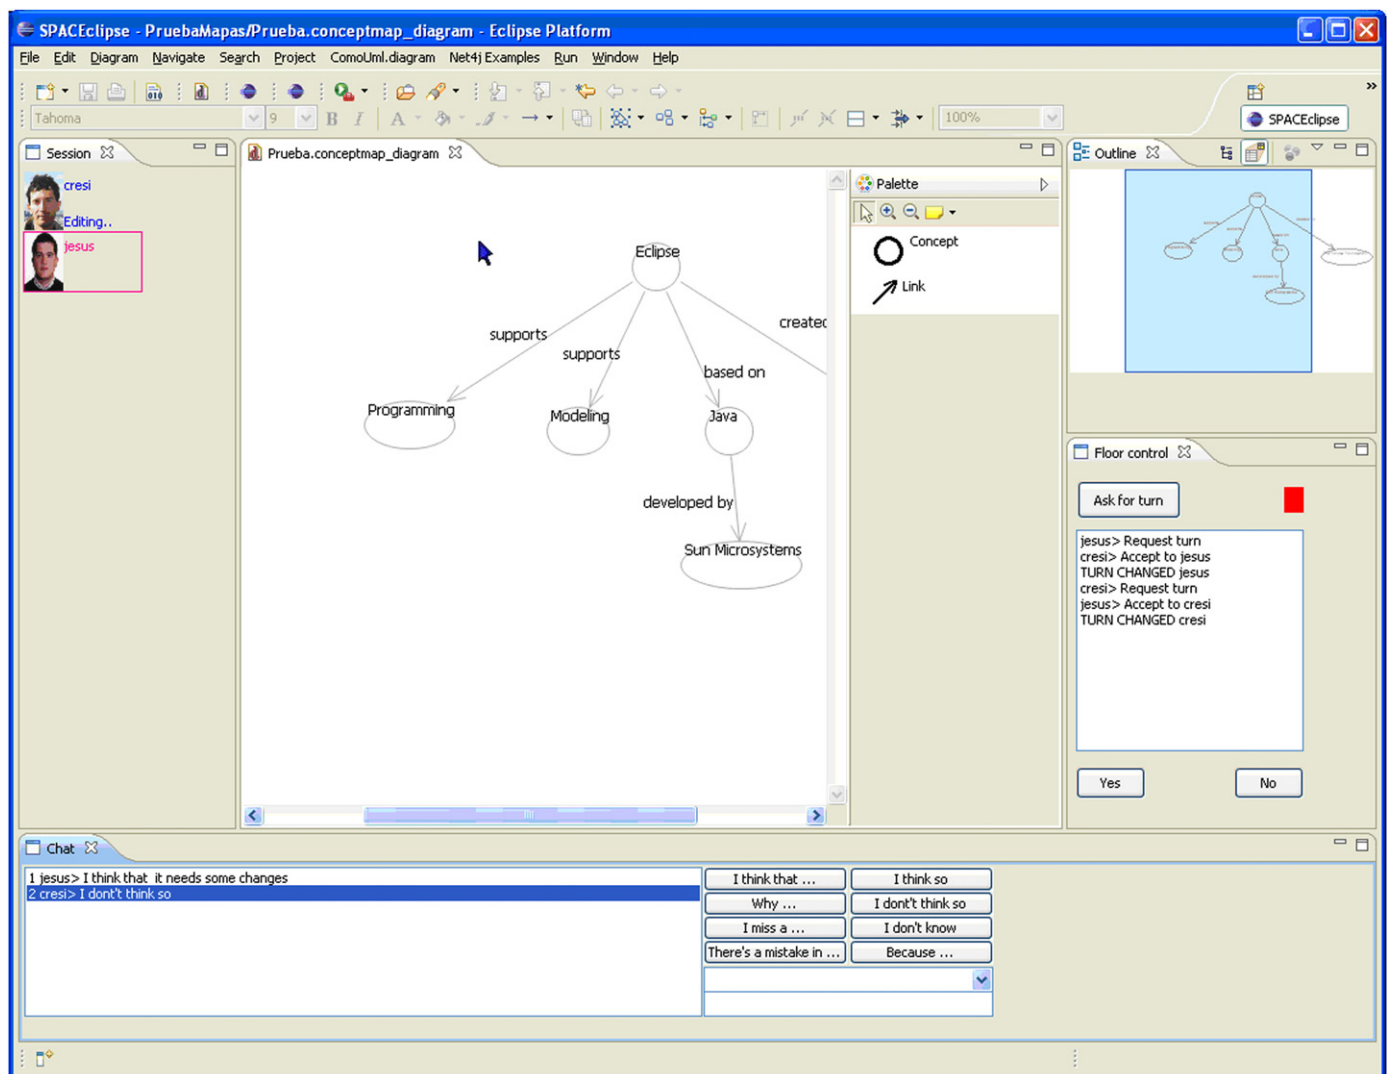 SPACEclipse - PruebaMapas/Prueba.conceptmap_diagram - Eclipse Platform
File Edit Diagram Navigate Search Project ComoUml.diagram Net4j Examples Run Window Help
Tahoma 9 B I A 100%
SPACEclipse
Session
cresi
Editing..
jesus
Prueba.conceptmap_diagram
Eclipse
supports
supports
created
based on
Programming
Modeling
Java
developed by
Sun Microsystems
Palette
Concept
Link
Outline
Floor control
Ask for turn
jesus> Request turn
cresi> Accept to jesus
TURN CHANGED jesus
cresi> Request turn
jesus> Accept to cresi
TURN CHANGED cresi
Yes No
Chat
1 jesus> I think that it needs some changes
2 cresi> I dont't think so
I think that ... I think so
Why ... I dont't think so
I miss a ... I don't know
There's a mistake in ... Because ...